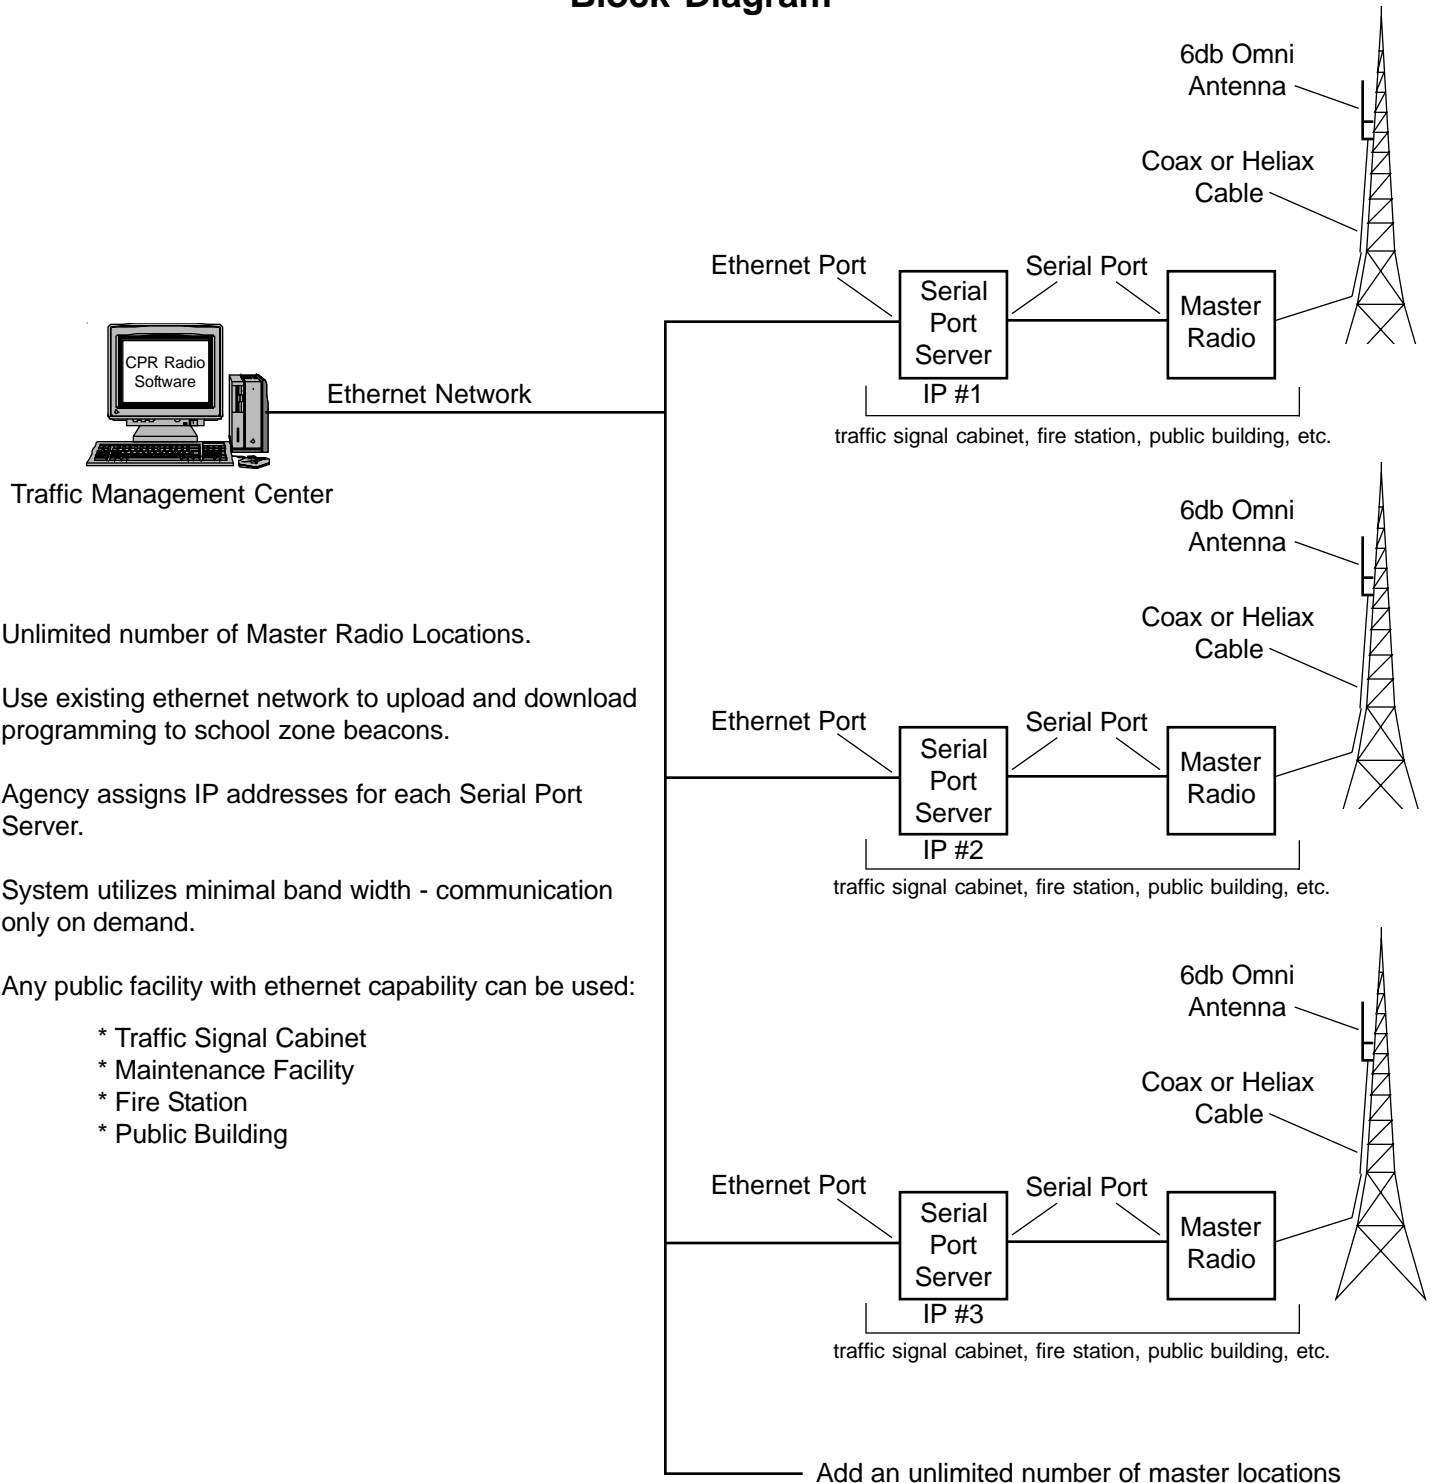 Block Diagram
6db Omni
Antenna
Coax or Heliax
Cable
Ethernet Port
Serial Port
Serial
Port
Server
Master
Radio
IP #1
traffic signal cabinet, fire station, public building, etc.
CPR Radio
Software
Ethernet Network
Traffic Management Center
6db Omni
Antenna
Coax or Heliax
Cable
Ethernet Port
Serial Port
Serial
Port
Server
Master
Radio
IP #2
traffic signal cabinet, fire station, public building, etc.
Unlimited number of Master Radio Locations.
Use existing ethernet network to upload and download
programming to school zone beacons.
Agency assigns IP addresses for each Serial Port
Server.
System utilizes minimal band width - communication
only on demand.
Any public facility with ethernet capability can be used:
* Traffic Signal Cabinet
* Maintenance Facility
* Fire Station
* Public Building
6db Omni
Antenna
Coax or Heliax
Cable
Ethernet Port
Serial Port
Serial
Port
Server
Master
Radio
IP #3
traffic signal cabinet, fire station, public building, etc.
Add an unlimited number of master locations